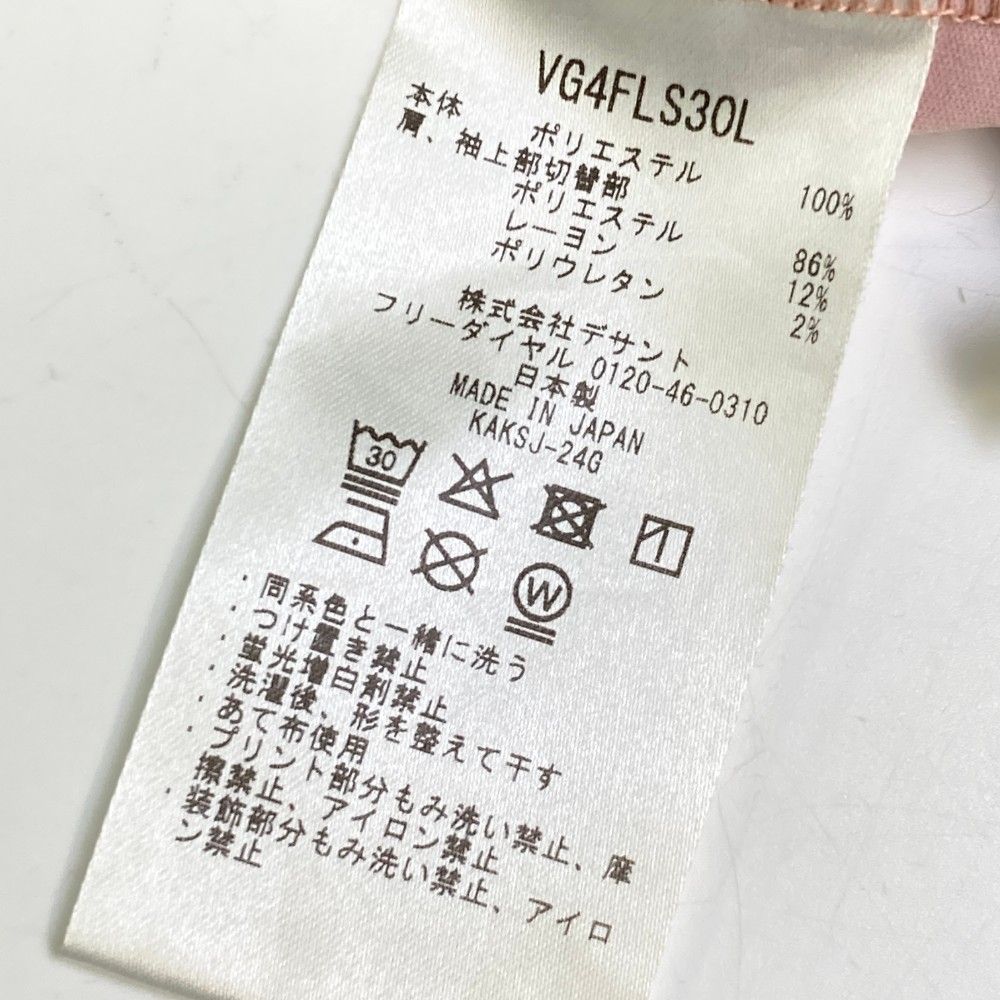 VG4FLS30L
本体 ポリエステル 100%
肩、袖上部切替部
ポリエステル 86%
レーヨン 12%
ポリウレタン 2%
株式会社デサント
フリーダイヤル 0120-46-0310
日本製
MADE IN JAPAN
KAKSJ-24G
30
W
・同系色と一緒に洗う
・つけ置き禁止
・蛍光増白剤禁止
・洗濯後、形を整えて干す
・あて布使用
・プリント部分もみ洗い禁止、摩
擦禁止、アイロン禁止
・装飾部分もみ洗い禁止、アイロ
ン禁止